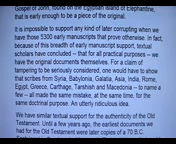 Gospel of John, found on the Egyptian island of Elephantine,
that is early enough to be a piece of the original.
It is impossible to support any kind of later corrupting when we
have those 5300 early manuscripts that prove otherwise. In fact,
because of this breadth of early manuscript support, textual
scholars have concluded -- that for all practical purposes -- we
have the original documents themselves. For a claim of
tampering to be seriously considered, one would have to show
that scribes from Syria, Babylonia, Galatia, Asia, India, Rome,
Egypt, Greece, Carthage, Tarshish and Macedonia -- to name a
few -- all made the same mistake, at the same time, for the
same doctrinal purpose. An utterly ridiculous idea.
We have similar textual support for the authenticity of the Old
Testament. Until a few years ago, the earliest documents we
had for the Old Testament were later copies of a 70 B.C.